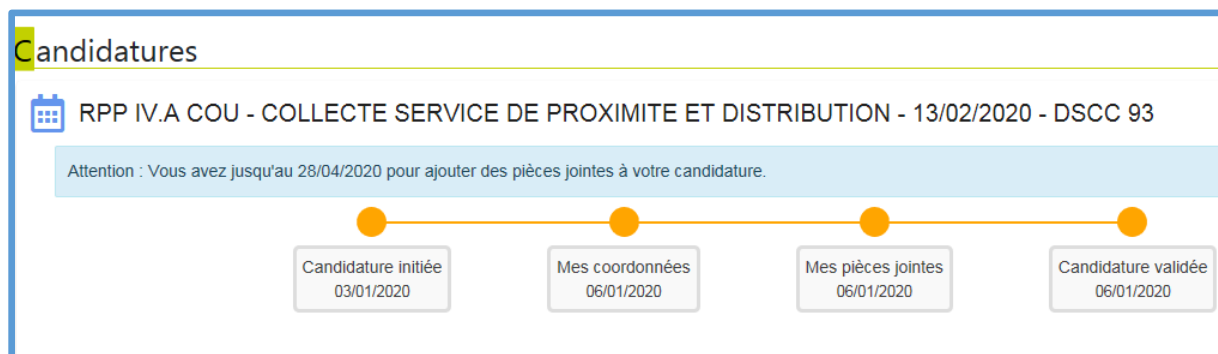 Candidatures
RPP IV.A COU - COLLECTE SERVICE DE PROXIMITE ET DISTRIBUTION - 13/02/2020 - DSCC 93
Attention : Vous avez jusqu'au 28/04/2020 pour ajouter des pièces jointes à votre candidature.
Candidature initiée
03/01/2020
Mes coordonnées
06/01/2020
Mes pièces jointes
06/01/2020
Candidature validée
06/01/2020